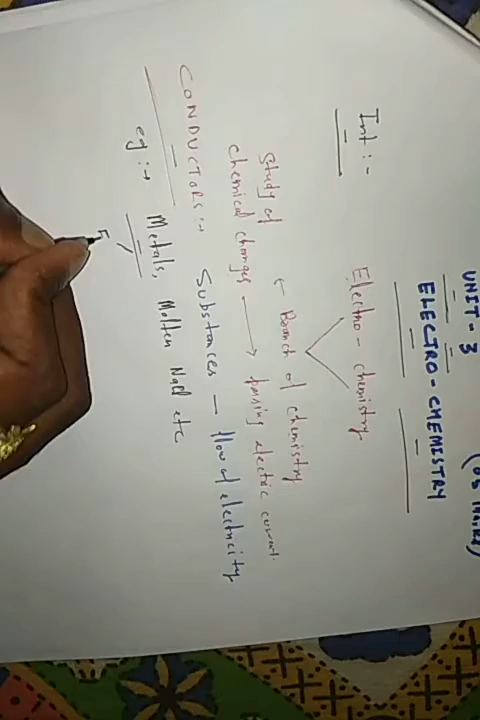 UNIT - 3
ELECTRO - CHEMISTRY
Int :-
Electro - chemistry
Branch of chemistry
Study of
chemical changes → passing electric current.
CONDUCTORS :- Substances - flow of electricity
eg :- Metals, Molten NaCl etc